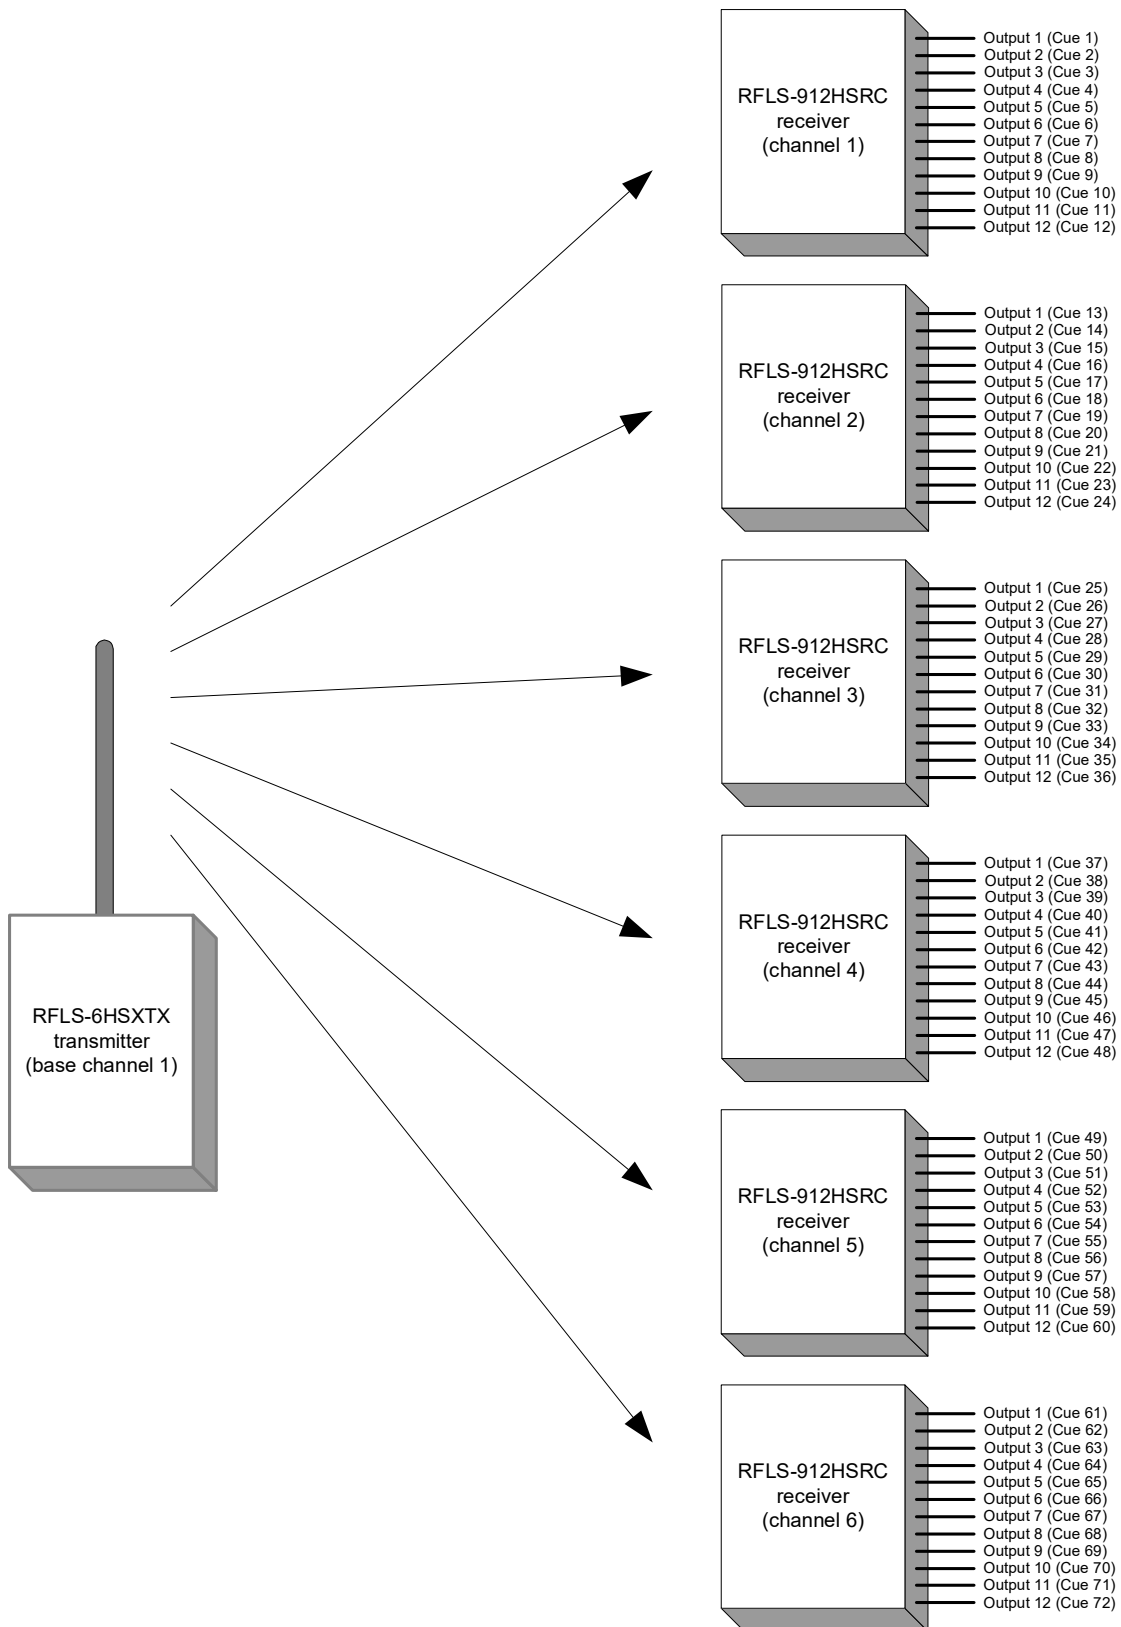 RFLS-912HSRC
receiver
(channel 1)
Output 1 (Cue 1)
Output 2 (Cue 2)
Output 3 (Cue 3)
Output 4 (Cue 4)
Output 5 (Cue 5)
Output 6 (Cue 6)
Output 7 (Cue 7)
Output 8 (Cue 8)
Output 9 (Cue 9)
Output 10 (Cue 10)
Output 11 (Cue 11)
Output 12 (Cue 12)
RFLS-912HSRC
receiver
(channel 2)
Output 1 (Cue 13)
Output 2 (Cue 14)
Output 3 (Cue 15)
Output 4 (Cue 16)
Output 5 (Cue 17)
Output 6 (Cue 18)
Output 7 (Cue 19)
Output 8 (Cue 20)
Output 9 (Cue 21)
Output 10 (Cue 22)
Output 11 (Cue 23)
Output 12 (Cue 24)
RFLS-912HSRC
receiver
(channel 3)
Output 1 (Cue 25)
Output 2 (Cue 26)
Output 3 (Cue 27)
Output 4 (Cue 28)
Output 5 (Cue 29)
Output 6 (Cue 30)
Output 7 (Cue 31)
Output 8 (Cue 32)
Output 9 (Cue 33)
Output 10 (Cue 34)
Output 11 (Cue 35)
Output 12 (Cue 36)
RFLS-6HSXTX
transmitter
(base channel 1)
RFLS-912HSRC
receiver
(channel 4)
Output 1 (Cue 37)
Output 2 (Cue 38)
Output 3 (Cue 39)
Output 4 (Cue 40)
Output 5 (Cue 41)
Output 6 (Cue 42)
Output 7 (Cue 43)
Output 8 (Cue 44)
Output 9 (Cue 45)
Output 10 (Cue 46)
Output 11 (Cue 47)
Output 12 (Cue 48)
RFLS-912HSRC
receiver
(channel 5)
Output 1 (Cue 49)
Output 2 (Cue 50)
Output 3 (Cue 51)
Output 4 (Cue 52)
Output 5 (Cue 53)
Output 6 (Cue 54)
Output 7 (Cue 55)
Output 8 (Cue 56)
Output 9 (Cue 57)
Output 10 (Cue 58)
Output 11 (Cue 59)
Output 12 (Cue 60)
RFLS-912HSRC
receiver
(channel 6)
Output 1 (Cue 61)
Output 2 (Cue 62)
Output 3 (Cue 63)
Output 4 (Cue 64)
Output 5 (Cue 65)
Output 6 (Cue 66)
Output 7 (Cue 67)
Output 8 (Cue 68)
Output 9 (Cue 69)
Output 10 (Cue 70)
Output 11 (Cue 71)
Output 12 (Cue 72)